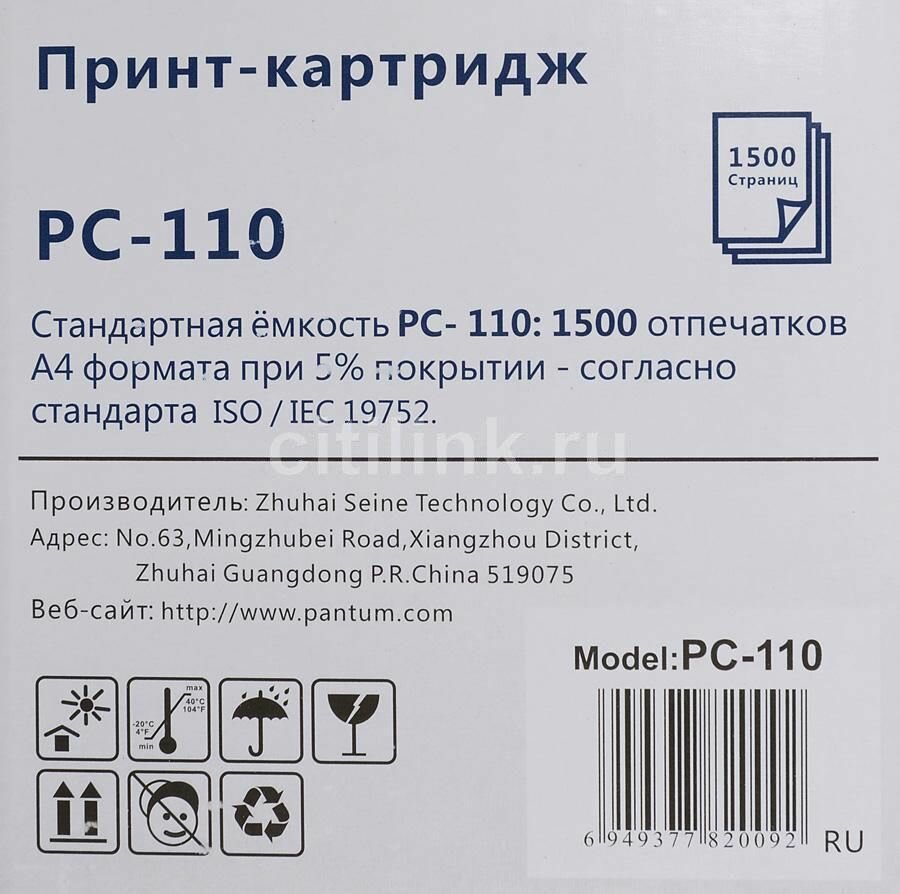 Принт-картридж
1500
Страниц
PC-110
Стандартная ёмкость PC- 110: 1500 отпечатков
A4 формата при 5% покрытии - согласно
стандарта ISO / IEC 19752.
citilink.ru
Производитель: Zhuhai Seine Technology Co., Ltd.
Адрес: No.63,Mingzhubei Road,Xiangzhou District,
Zhuhai Guangdong P.R.China 519075
Веб-сайт: http://www.pantum.com
Model:PC-110
max
40°C
104°F
-20°C
4°F
min
6 949377 820092
RU